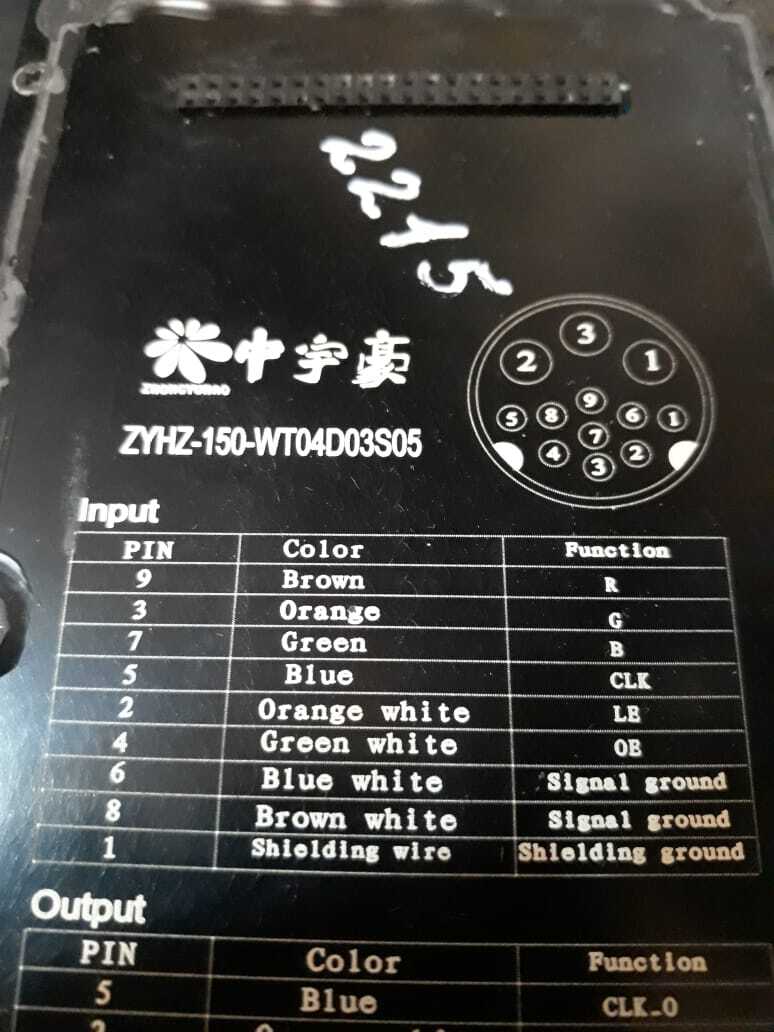 2215
3
2 1
9
5 8 6 1
7
4 2
3
中宇豪
ZHONGYUHAO
ZYHZ-150-WT04D03S05
Input
PIN Color Function
9 Brown R
3 Orange G
7 Green B
5 Blue CLK
2 Orange white LE
4 Green white OE
6 Blue white Signal ground
8 Brown white Signal ground
1 Shielding wire Shielding ground
Output
PIN Color Function
5 Blue CLK_O